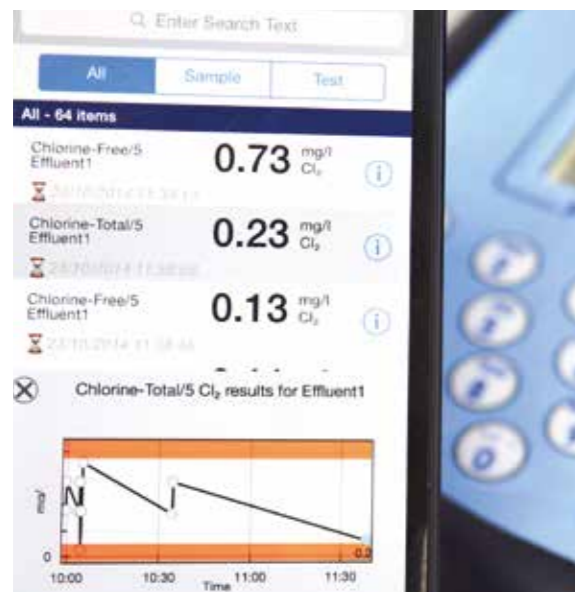 Enter Search Text
All Sample Test
All - 64 items
Chlorine-Free/5
Effluent1
0.73 mg/l Cl₂
Chlorine-Total/5
Effluent1
0.23 mg/l Cl₂
Chlorine-Free/5
Effluent1
0.13 mg/l Cl₂
Chlorine-Total/5 Cl₂ results for Effluent1
0
0.2
10:00 10:30 11:00 11:30
Time